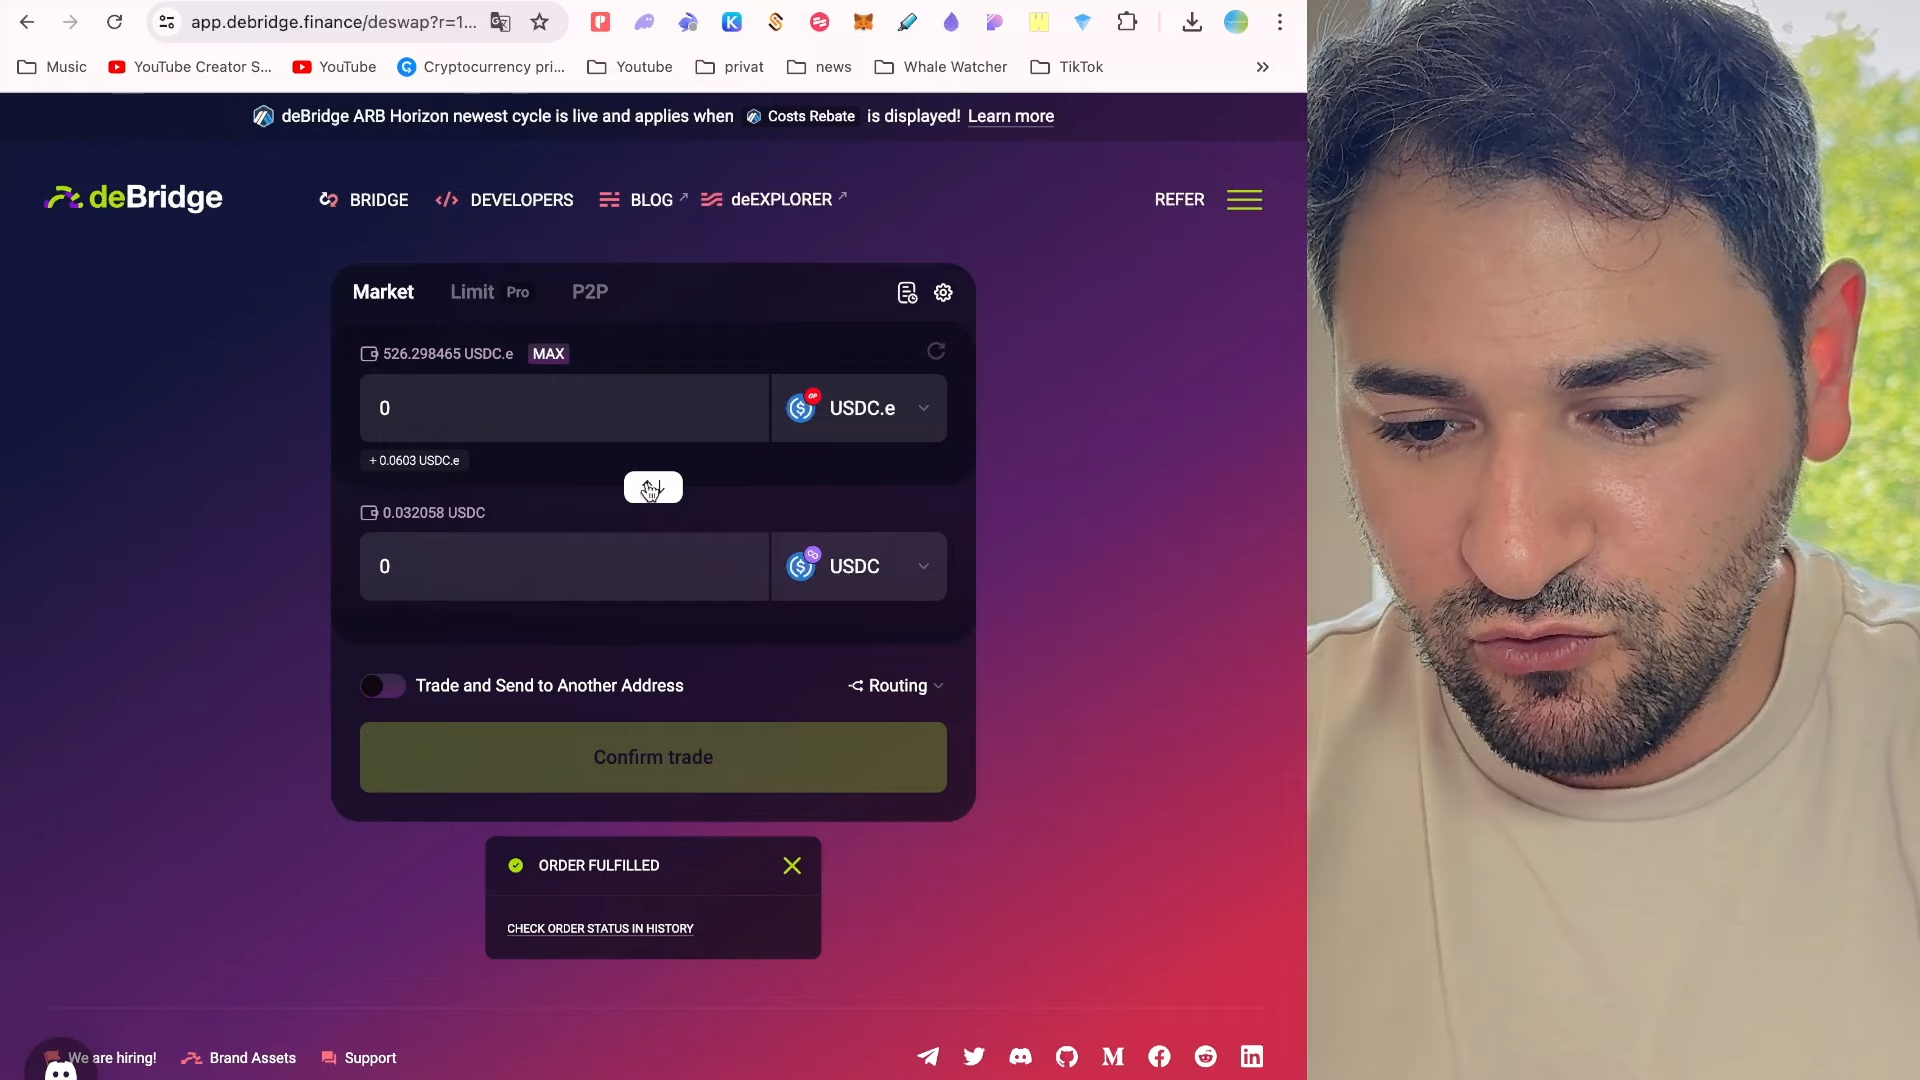 app.debridge.finance/deswap?r=1...
Music
YouTube Creator S...
YouTube
Cryptocurrency pri...
Youtube
privat
news
Whale Watcher
TikTok
deBridge ARB Horizon newest cycle is live and applies when Costs Rebate is displayed! Learn more
deBridge
BRIDGE
DEVELOPERS
BLOG
deEXPLORER
REFER
Market
Limit Pro
P2P
526.298465 USDC.e MAX
0
USDC.e
+ 0.0603 USDC.e
0.032058 USDC
0
USDC
Trade and Send to Another Address
Routing
Confirm trade
ORDER FULFILLED
CHECK ORDER STATUS IN HISTORY
We are hiring!
Brand Assets
Support